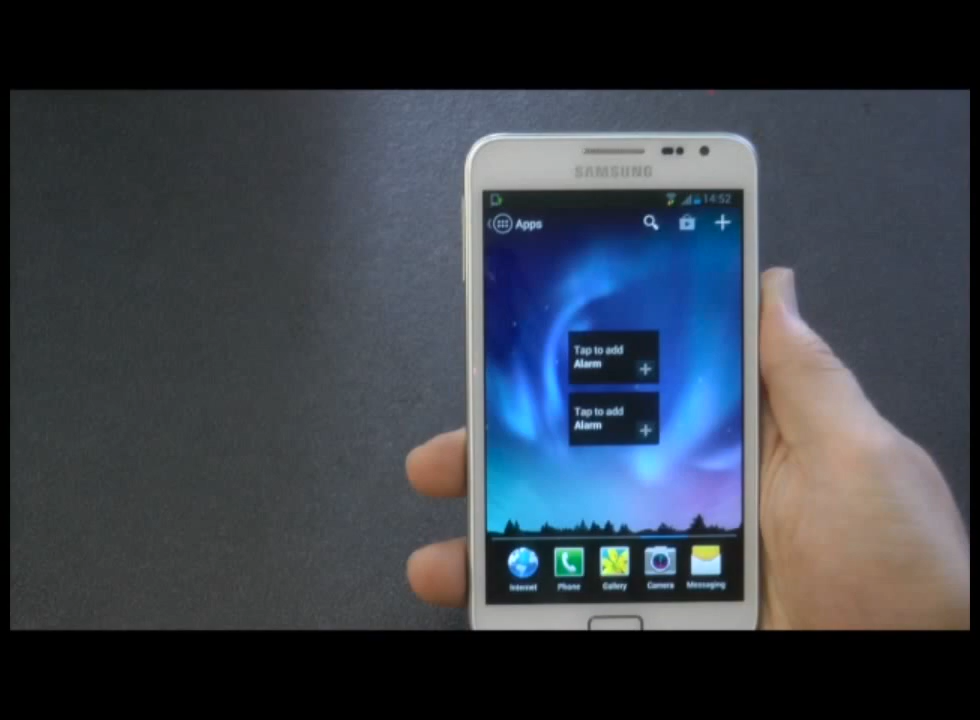 SAMSUNG
14:52
Apps
Tap to add
Alarm
Tap to add
Alarm
Internet
Phone
Gallery
Camera
Messaging